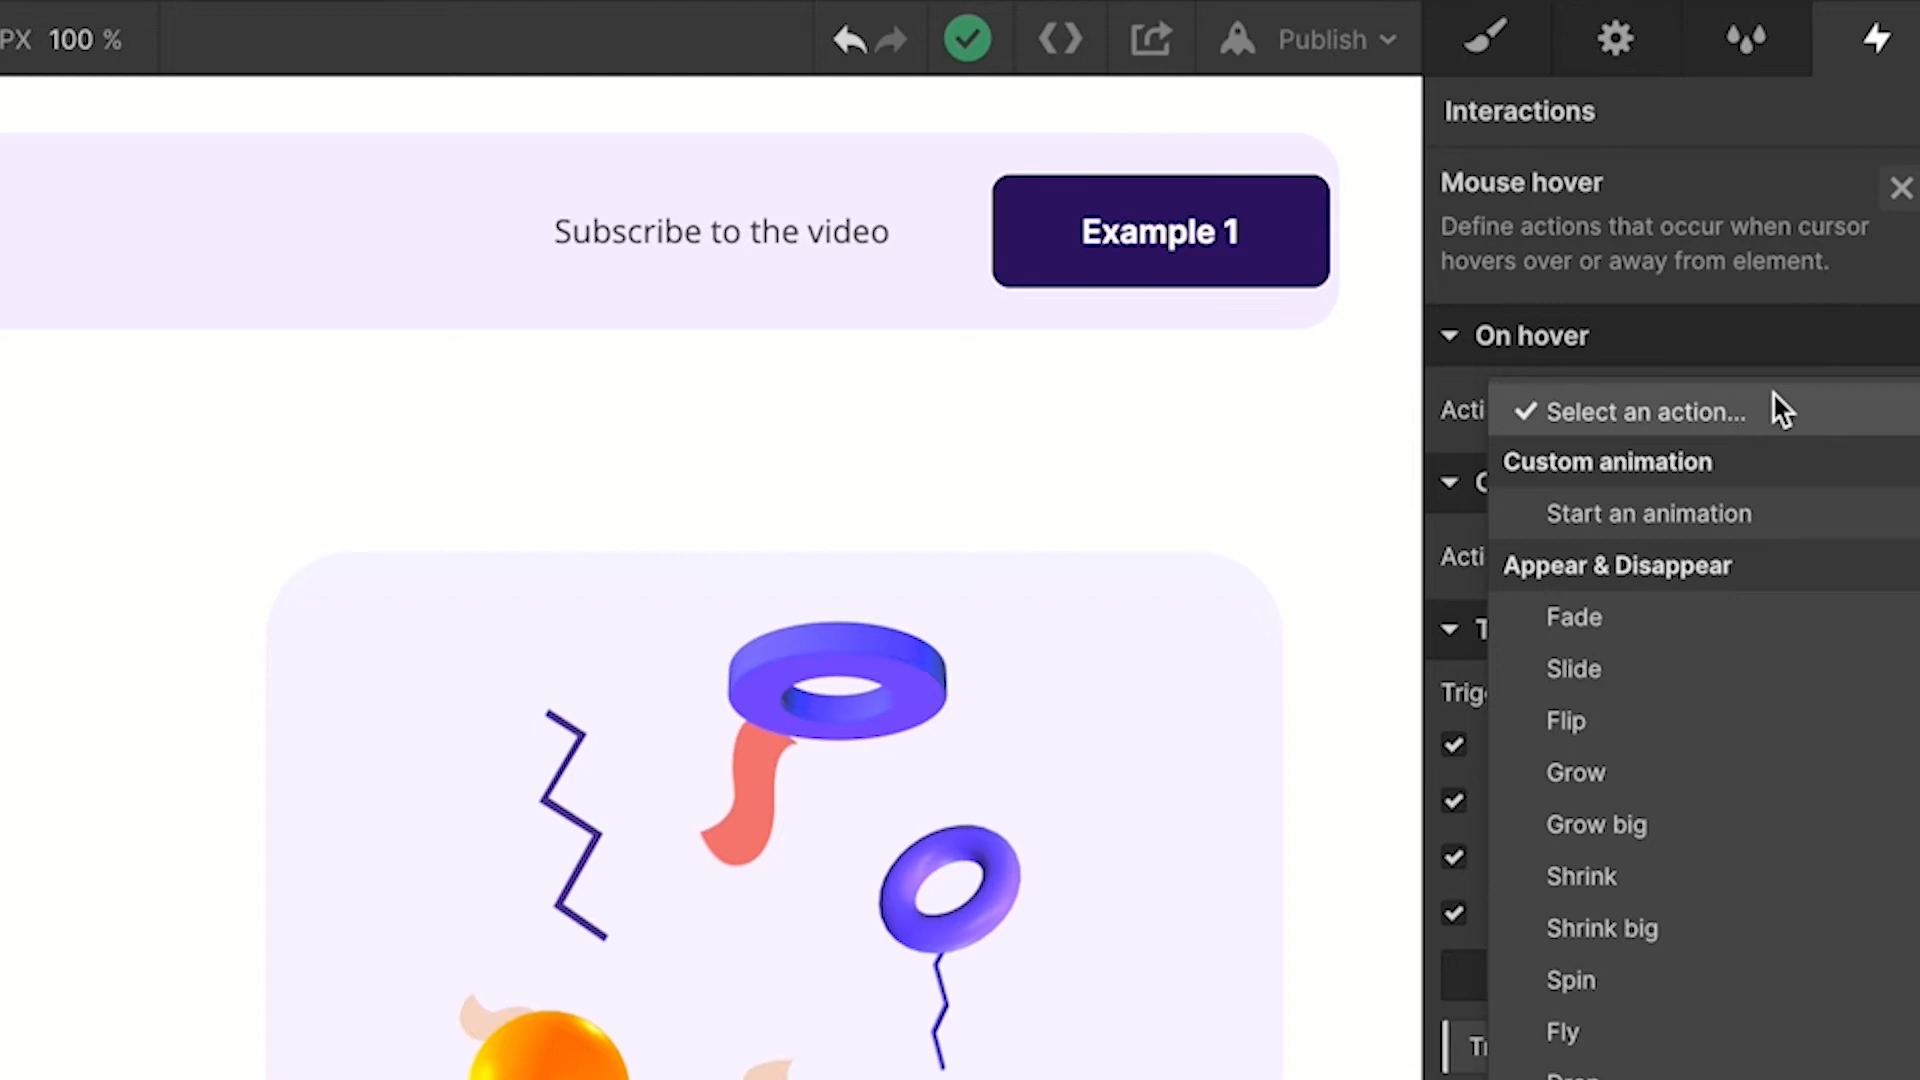 PX 100 %
Publish
Interactions
Mouse hover
Define actions that occur when cursor
hovers over or away from element.
Subscribe to the video
Example 1
On hover
Acti
Select an action...
Custom animation
Start an animation
Acti
Appear & Disappear
Fade
Slide
Trig
Flip
Grow
Grow big
Shrink
Shrink big
Spin
Fly